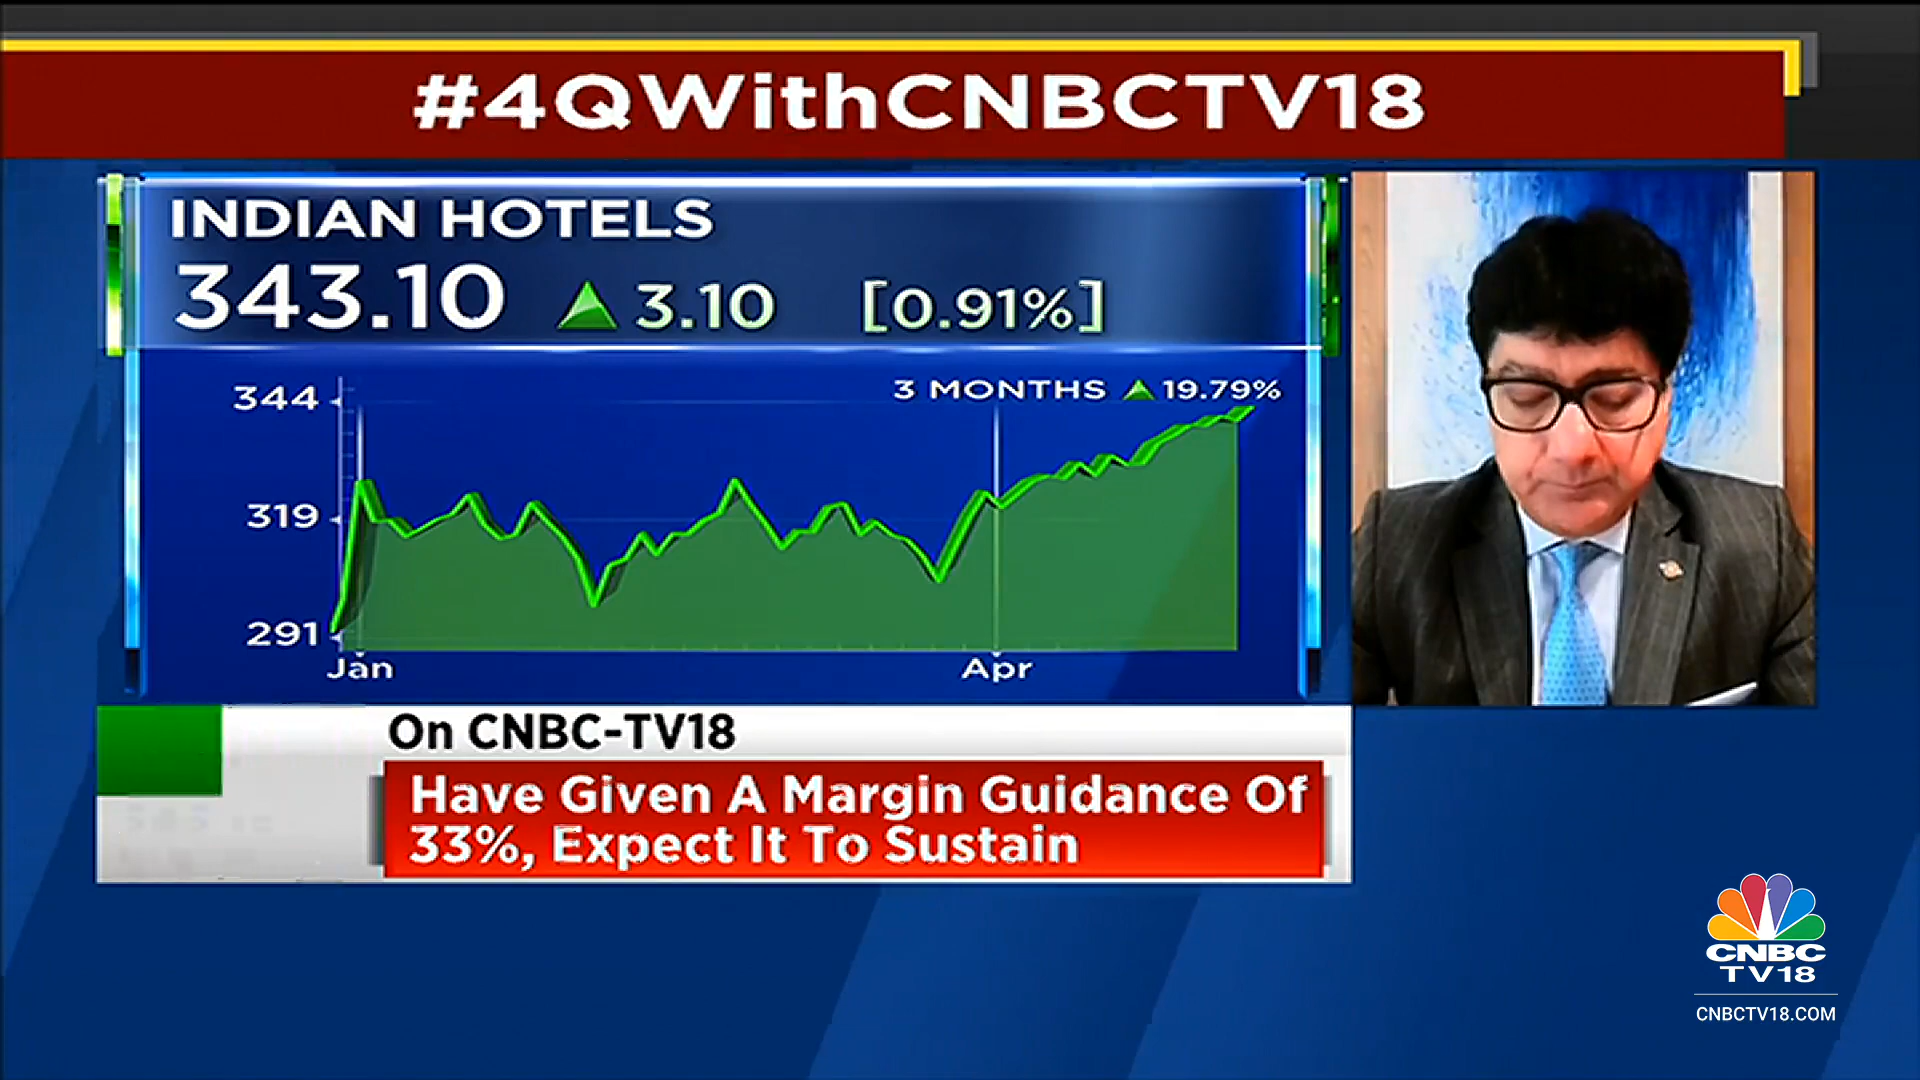 #4QWithCNBCTV18
INDIAN HOTELS
343.10 3.10 [0.91%]
3 MONTHS 19.79%
344
319
291
Jan Apr
On CNBC-TV18
Have Given A Margin Guidance Of
33%, Expect It To Sustain
CNBC
TV18
CNBCTV18.COM